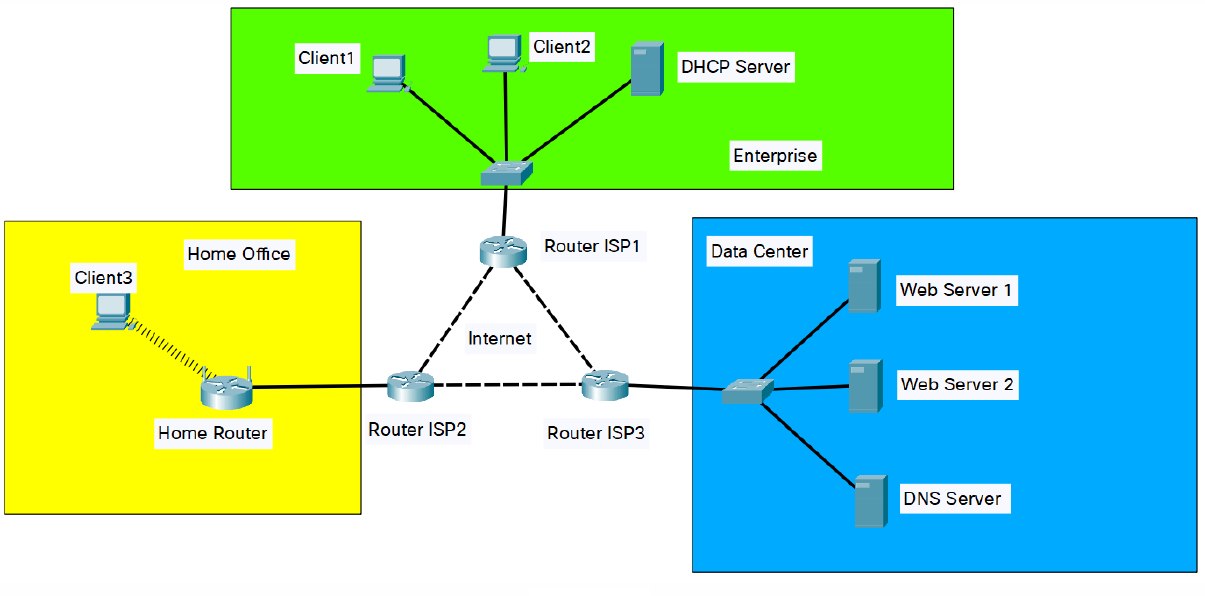 Client1
Client2
DHCP Server
Enterprise
Home Office
Client3
Home Router
Router ISP1
Internet
Router ISP2
Router ISP3
Data Center
Web Server 1
Web Server 2
DNS Server